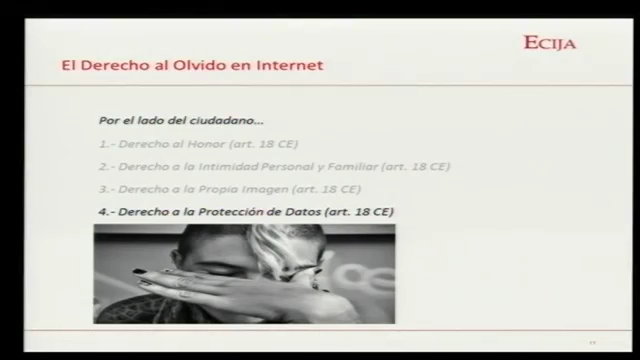 ECIJA
El Derecho al Olvido en Internet
Por el lado del ciudadano...
1.- Derecho al Honor (art. 18 CE)
2.- Derecho a la Intimidad Personal y Familiar (art. 18 CE)
3.- Derecho a la Propia Imagen (art. 18 CE)
4.- Derecho a la Protección de Datos (art. 18 CE)